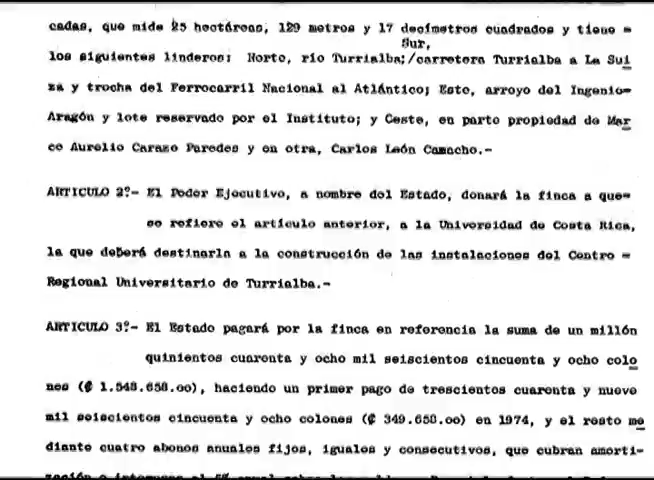 cadas, que mide 25 hectáreas, 129 metros y 17 decímetros cuadrados y tiene =
Sur,
los siguientes linderos; Norte, río Turrialba;/carretera Turrialba a La Sui
za y trocha del Ferrocarril Nacional al Atlántico; Este, arroyo del Ingenio-
Aragón y lote reservado por el Instituto; y Oeste, en parte propiedad de Mar
co Aurelio Carazo Paredes y en otra, Carlos León Camacho.-
ARTICULO 2º- El Poder Ejecutivo, a nombre del Estado, donará la finca a que=
se refiere el artículo anterior, a la Universidad de Costa Rica,
la que deberá destinarla a la construcción de las instalaciones del Centro =
Regional Universitario de Turrialba.-
ARTICULO 3º- El Estado pagará por la finca en referencia la suma de un millón
quinientos cuarenta y ocho mil seiscientos cincuenta y ocho colo
nes (₡ 1.548.658.oo), haciendo un primer pago de trescientos cuarenta y nueve
mil seiscientos cincuenta y ocho colones (₡ 349.658.oo) en 1974, y el resto me
diante cuatro abonos anuales fijos, iguales y consecutivos, que cubran amorti-